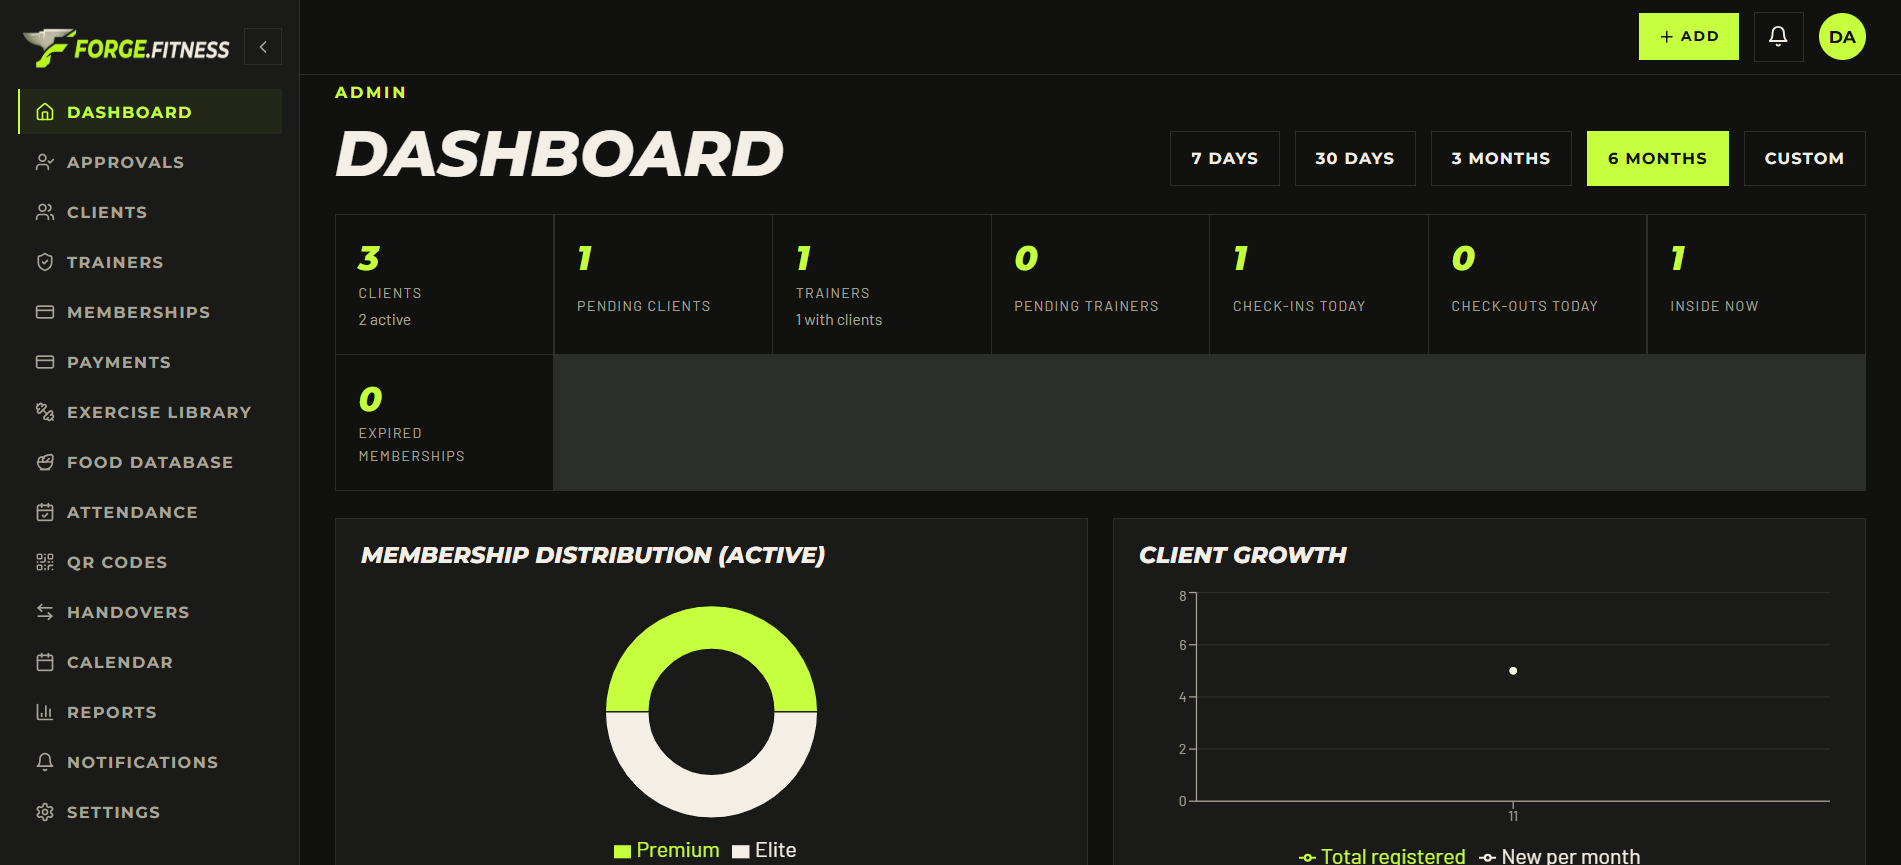 FORGE.FITNESS
+ ADD
DA
DASHBOARD
APPROVALS
CLIENTS
TRAINERS
MEMBERSHIPS
PAYMENTS
EXERCISE LIBRARY
FOOD DATABASE
ATTENDANCE
QR CODES
HANDOVERS
CALENDAR
REPORTS
NOTIFICATIONS
SETTINGS
ADMIN
DASHBOARD
7 DAYS
30 DAYS
3 MONTHS
6 MONTHS
CUSTOM
3
CLIENTS
2 active
1
PENDING CLIENTS
1
TRAINERS
1 with clients
0
PENDING TRAINERS
1
CHECK-INS TODAY
0
CHECK-OUTS TODAY
1
INSIDE NOW
0
EXPIRED
MEMBERSHIPS
MEMBERSHIP DISTRIBUTION (ACTIVE)
Premium
Elite
CLIENT GROWTH
8
6
4
2
0
11
Total registered
New per month